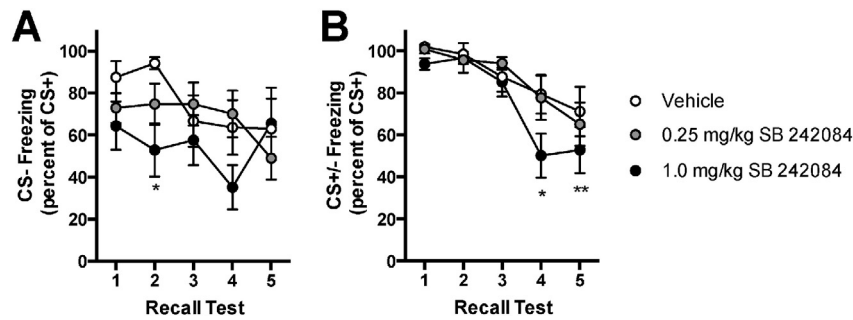 A
CS- Freezing
(percent of CS+)
100
80
60
40
20
0
*
1 2 3 4 5
Recall Test
B
CS+/- Freezing
(percent of CS+)
100
80
60
40
20
0
* **
1 2 3 4 5
Recall Test
Vehicle
0.25 mg/kg SB 242084
1.0 mg/kg SB 242084